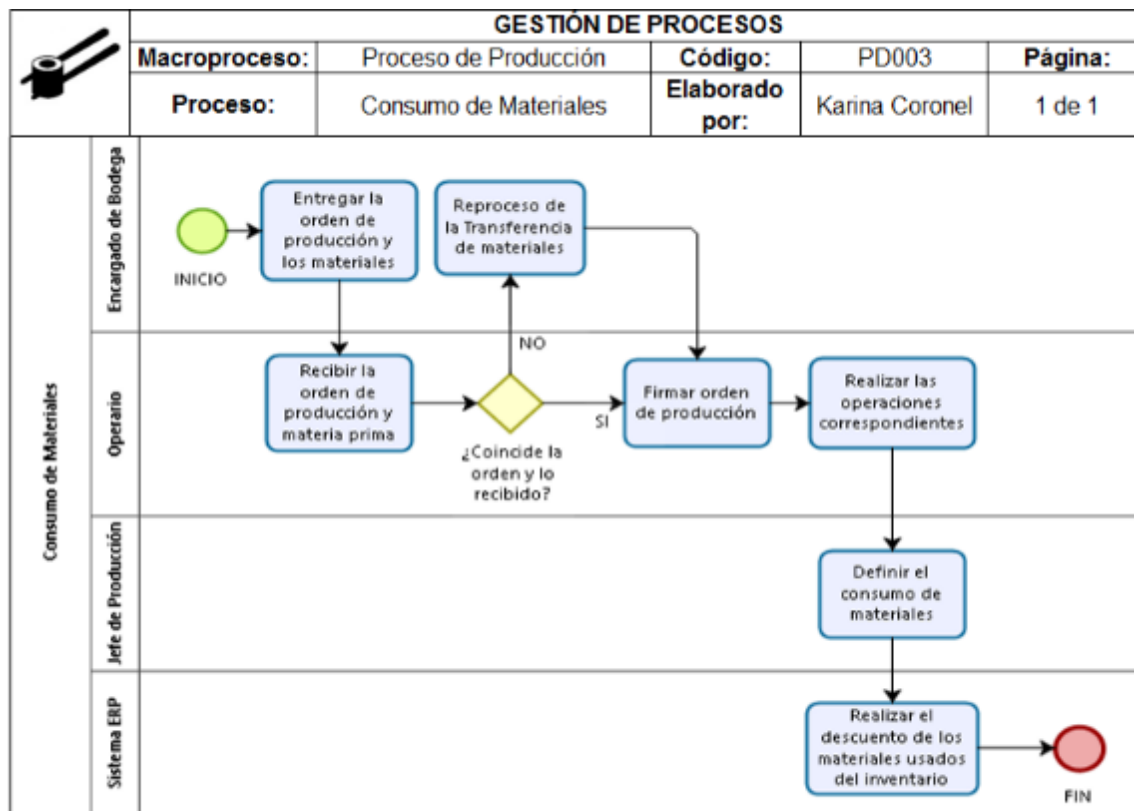 GESTIÓN DE PROCESOS
Macroproceso:
Proceso de Producción
Código:
PD003
Página:
Proceso:
Consumo de Materiales
Elaborado
por:
Karina Coronel
1 de 1
Consumo de Materiales
Encargado de Bodega
INICIO
Entregar la
orden de
producción y
los materiales
Reproceso de
la Transferencia
de materiales
Operario
Recibir la
orden de
producción y
materia prima
NO
¿Coincide la
orden y lo
recibido?
SI
Firmar orden
de producción
Realizar las
operaciones
correspondientes
Jefe de Producción
Definir el
consumo de
materiales
Sistema ERP
Realizar el
descuento de los
materiales usados
del inventario
FIN